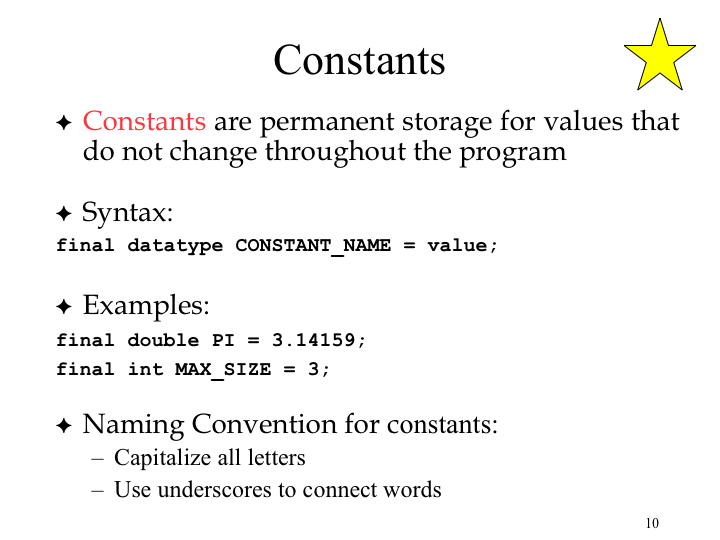 Constants
✦ Constants are permanent storage for values that
do not change throughout the program
✦ Syntax:
final datatype CONSTANT_NAME = value;
✦ Examples:
final double PI = 3.14159;
final int MAX_SIZE = 3;
✦ Naming Convention for constants:
– Capitalize all letters
– Use underscores to connect words
10